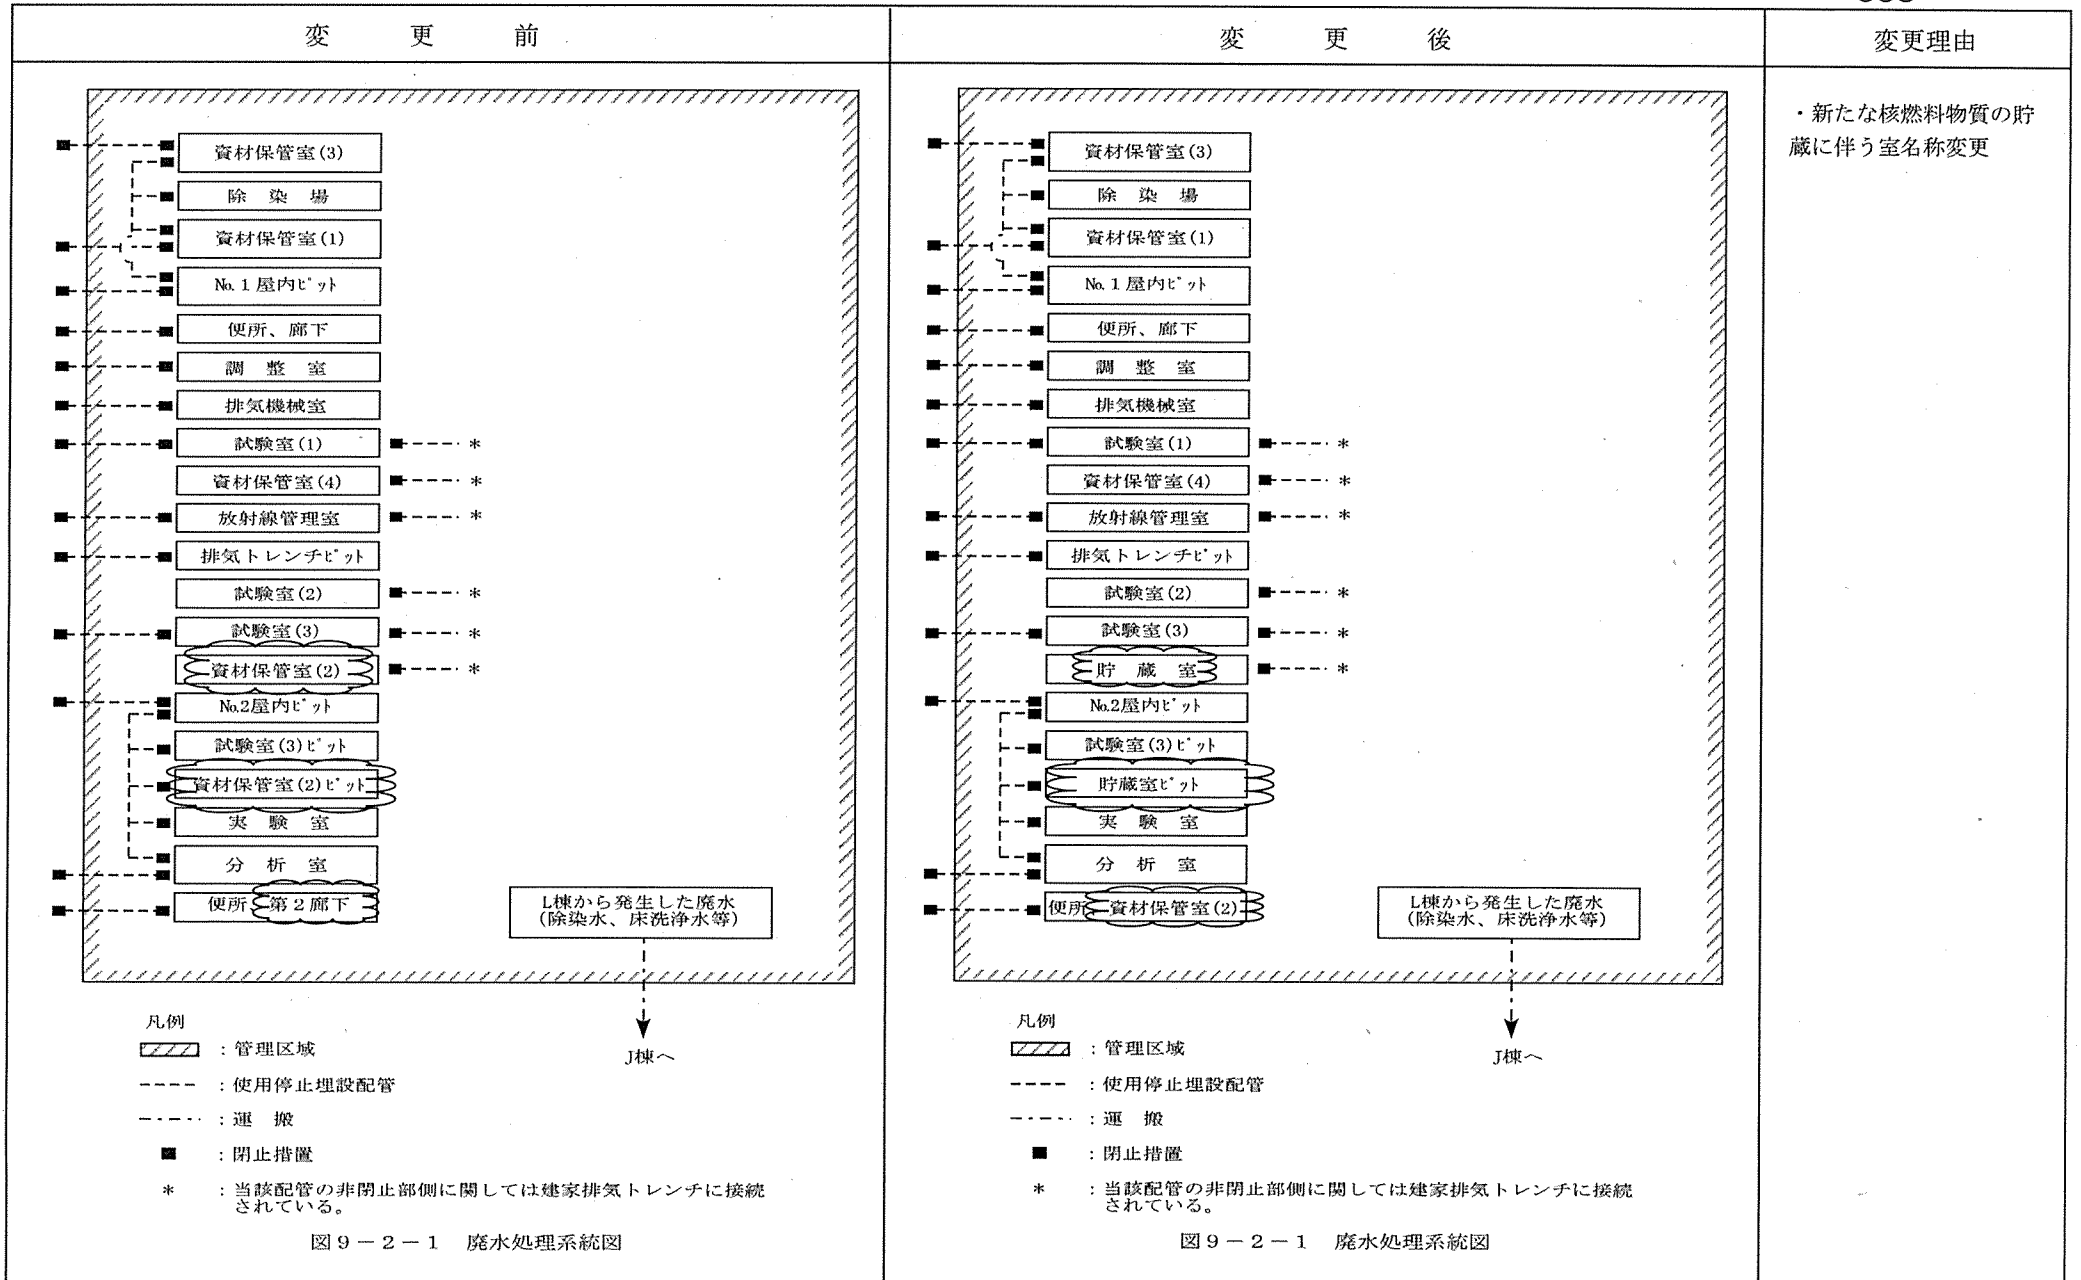 変更前
変更後
変更理由
資材保管室(3)
除染場
資材保管室(1)
No.1屋内ピット
便所、廊下
調整室
排気機械室
試験室(1)
*
資材保管室(4)
*
放射線管理室
*
排気トレンチピット
試験室(2)
*
試験室(3)
*
資材保管室(2)
*
No.2屋内ピット
試験室(3)ピット
資材保管室(2)ピット
実験室
分析室
便所、第2廊下
L棟から発生した廃水
(除染水、床洗浄水等)
J棟へ
凡例
:管理区域
:使用停止埋設配管
:運搬
:閉止措置
* :当該配管の非閉止部側に関しては建家排気トレンチに接続
されている。
図9-2-1 廃水処理系統図
資材保管室(3)
除染場
資材保管室(1)
No.1屋内ピット
便所、廊下
調整室
排気機械室
試験室(1)
*
資材保管室(4)
*
放射線管理室
*
排気トレンチピット
試験室(2)
*
試験室(3)
*
貯蔵室
*
No.2屋内ピット
試験室(3)ピット
貯蔵室ピット
実験室
分析室
便所、資材保管室(2)
L棟から発生した廃水
(除染水、床洗浄水等)
J棟へ
凡例
:管理区域
:使用停止埋設配管
:運搬
:閉止措置
* :当該配管の非閉止部側に関しては建家排気トレンチに接続
されている。
図9-2-1 廃水処理系統図
・新たな核燃料物質の貯
蔵に伴う室名称変更